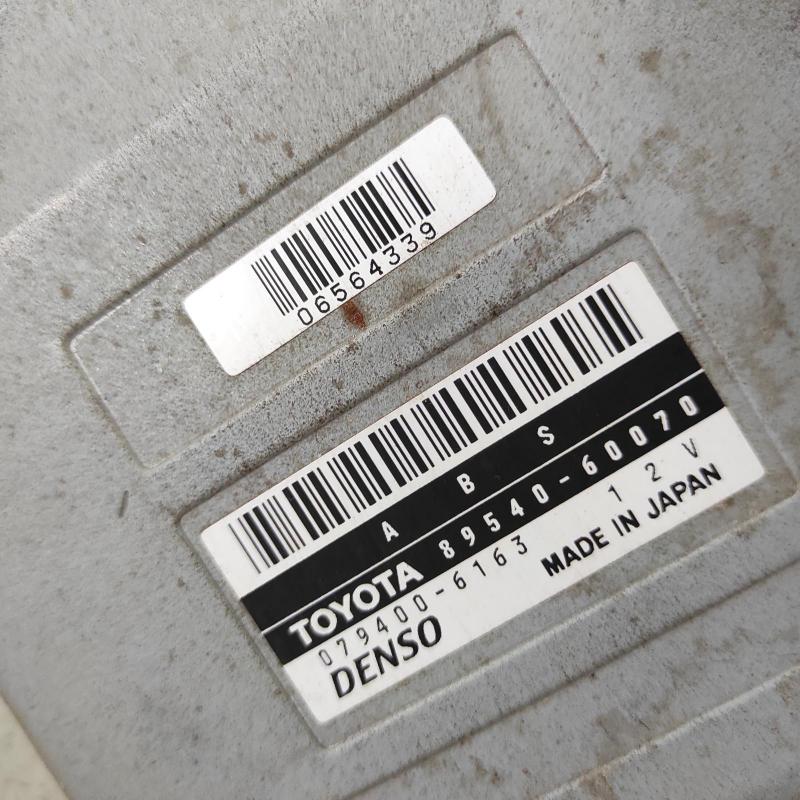 06564339
A B S
TOYOTA 89540-60070
079400-6163 12V
DENSO MADE IN JAPAN